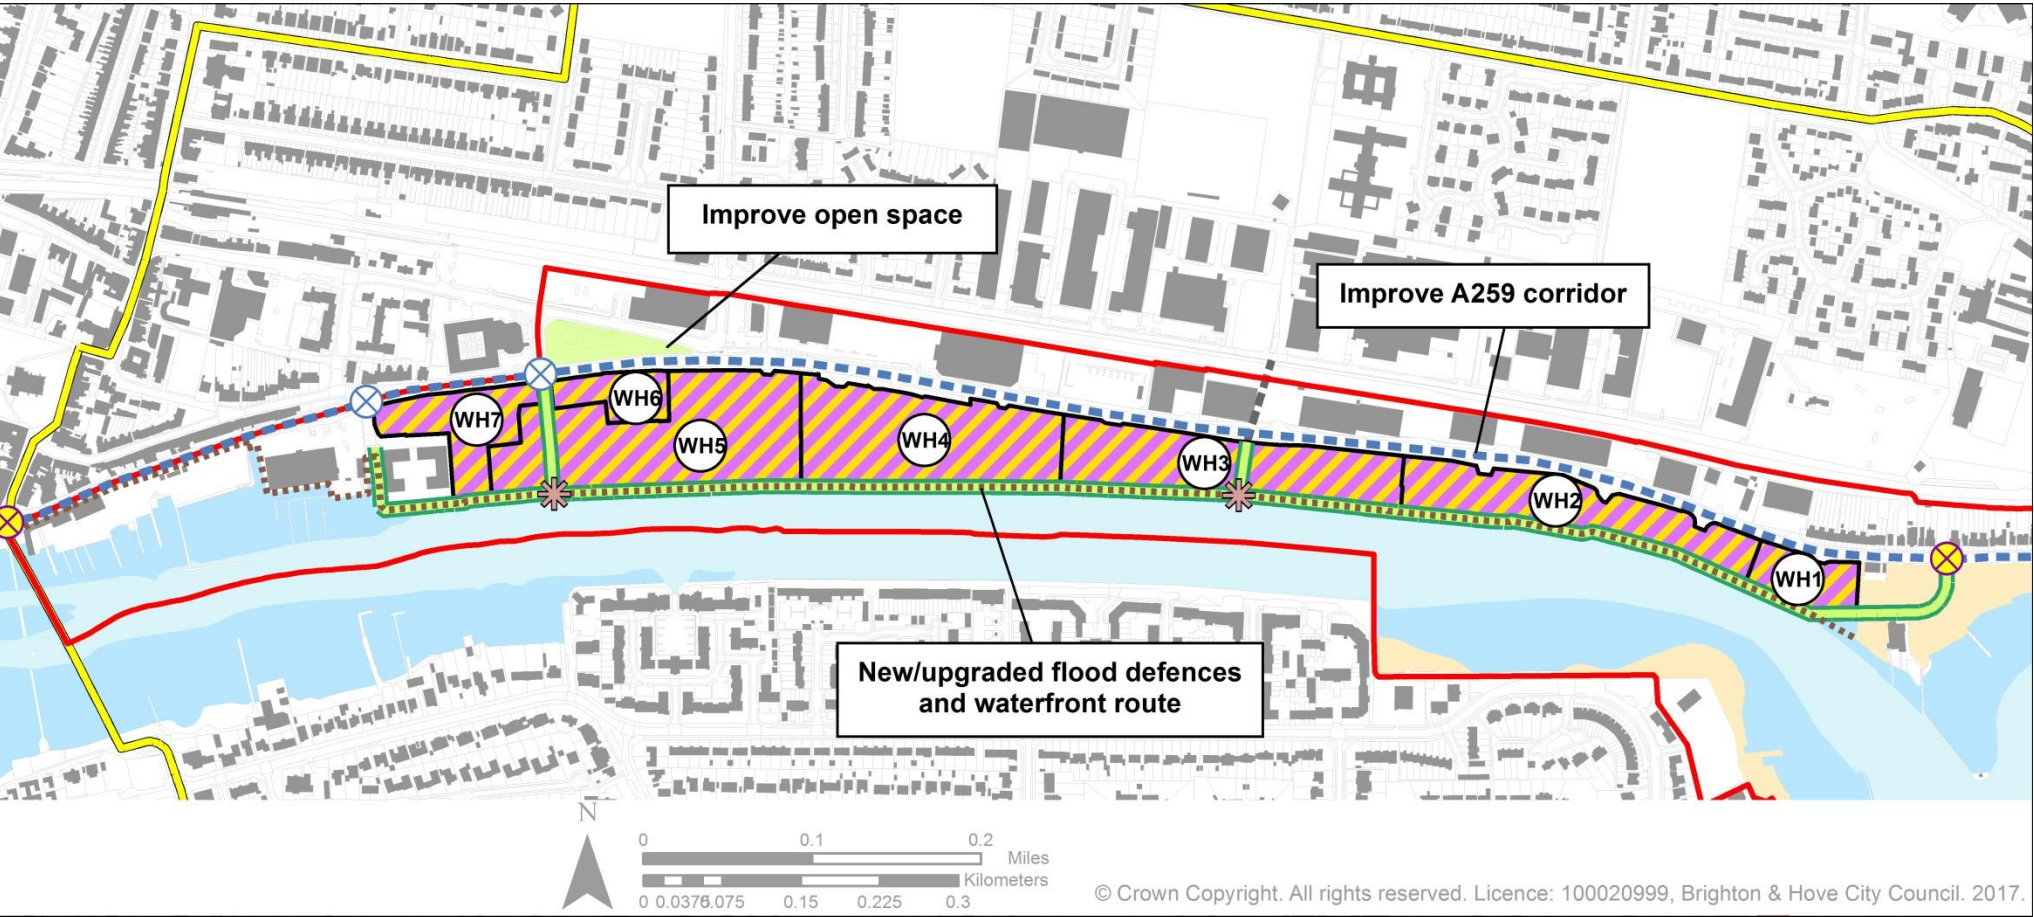 Improve open space
Improve A259 corridor
WH6
WH7
WH5
WH4
WH3
WH2
WH1
New/upgraded flood defences
and waterfront route
N
0 0.1 0.2
Miles
Kilometers
0 0.0375 0.075 0.15 0.225 0.3
© Crown Copyright. All rights reserved. Licence: 100020999, Brighton & Hove City Council. 2017.